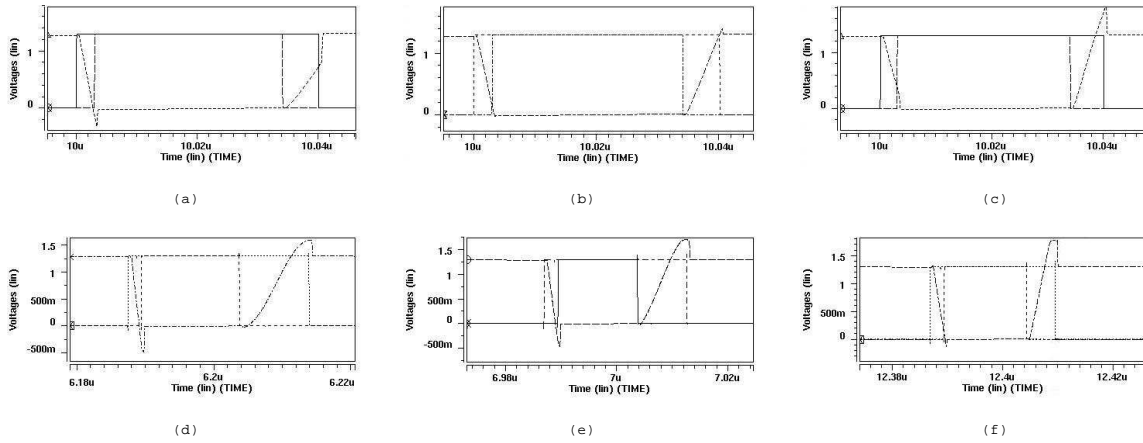 Voltages (lin)
1
0
10u
10.02u
10.04u
Time (lin) (TIME)
(a)
Voltages (lin)
1
0
10u
10.02u
10.04u
Time (lin) (TIME)
(b)
Voltages (lin)
1
0
10u
10.02u
10.04u
Time (lin) (TIME)
(c)
Voltages (lin)
1.5
1
500m
0
-500m
6.18u
6.2u
6.22u
Time (lin) (TIME)
(d)
Voltages (lin)
1.5
1
500m
0
-500m
6.98u
7u
7.02u
Time (lin) (TIME)
(e)
Voltages (lin)
1.5
1
500m
0
12.38u
12.4u
12.42u
Time (lin) (TIME)
(f)